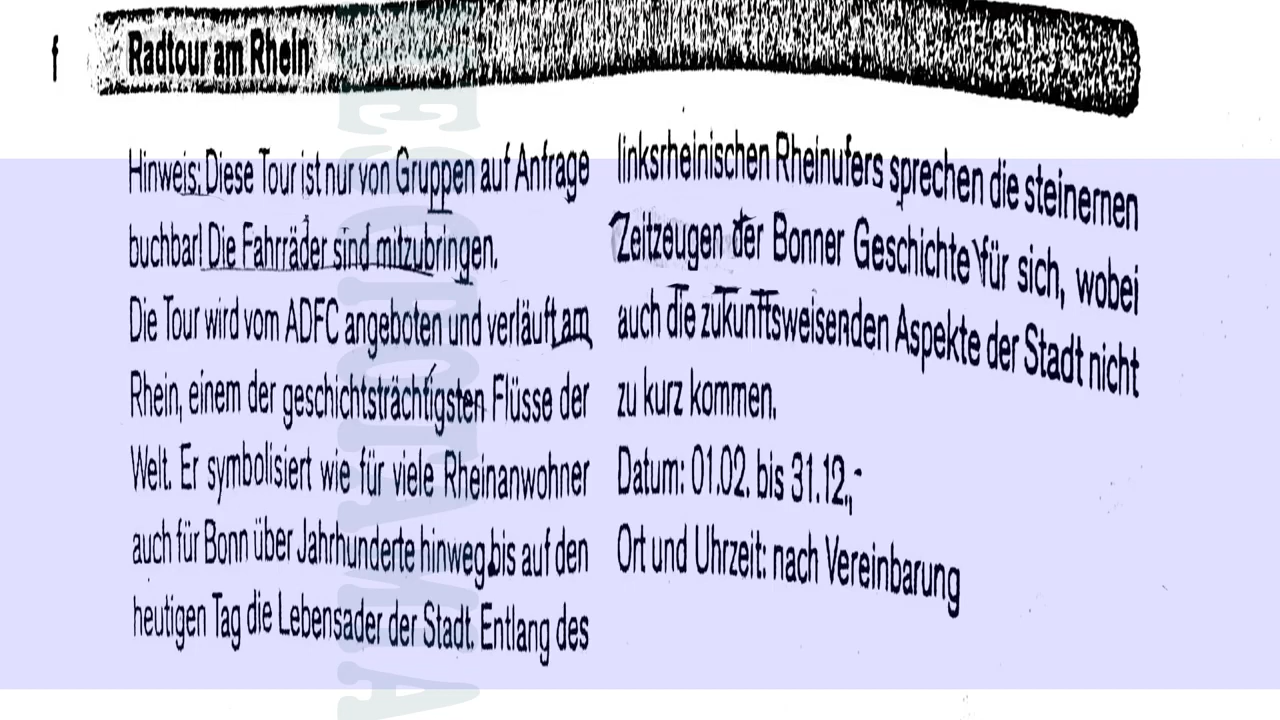 f
Radtour am Rhein
Hinweis: Diese Tour ist nur von Gruppen auf Anfrage
buchbar! Die Fahrräder sind mitzubringen.
Die Tour wird vom ADFC angeboten und verläuft am
Rhein, einem der geschichtsträchtigsten Flüsse der
Welt. Er symbolisiert wie für viele Rheinanwohner
auch für Bonn über Jahrhunderte hinweg bis auf den
heutigen Tag die Lebensader der Stadt. Entlang des
linksrheinischen Rheinufers sprechen die steinernen
Zeitzeugen der Bonner Geschichte für sich, wobei
auch die zukunftsweisenden Aspekte der Stadt nicht
zu kurz kommen.
Datum: 01.02. bis 31.12.,
Ort und Uhrzeit: nach Vereinbarung